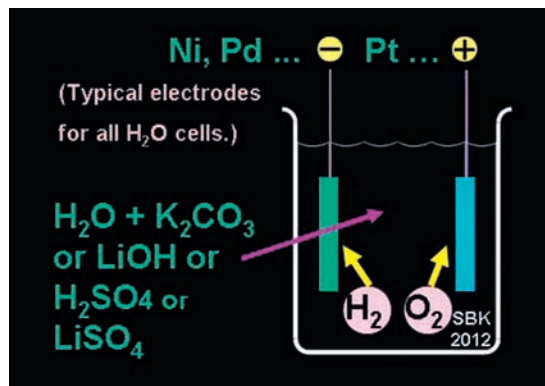 Ni, Pd ... − Pt ... +
(Typical electrodes
for all H₂O cells.)
H₂O + K₂CO₃
or LiOH or
H₂SO4 or
LiSO₄
H₂ O₂ SBK
2012